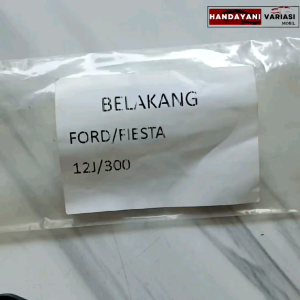 HANDAYANI VARIASI
MOBIL
BELAKANG
FORD/FIESTA
12J/300